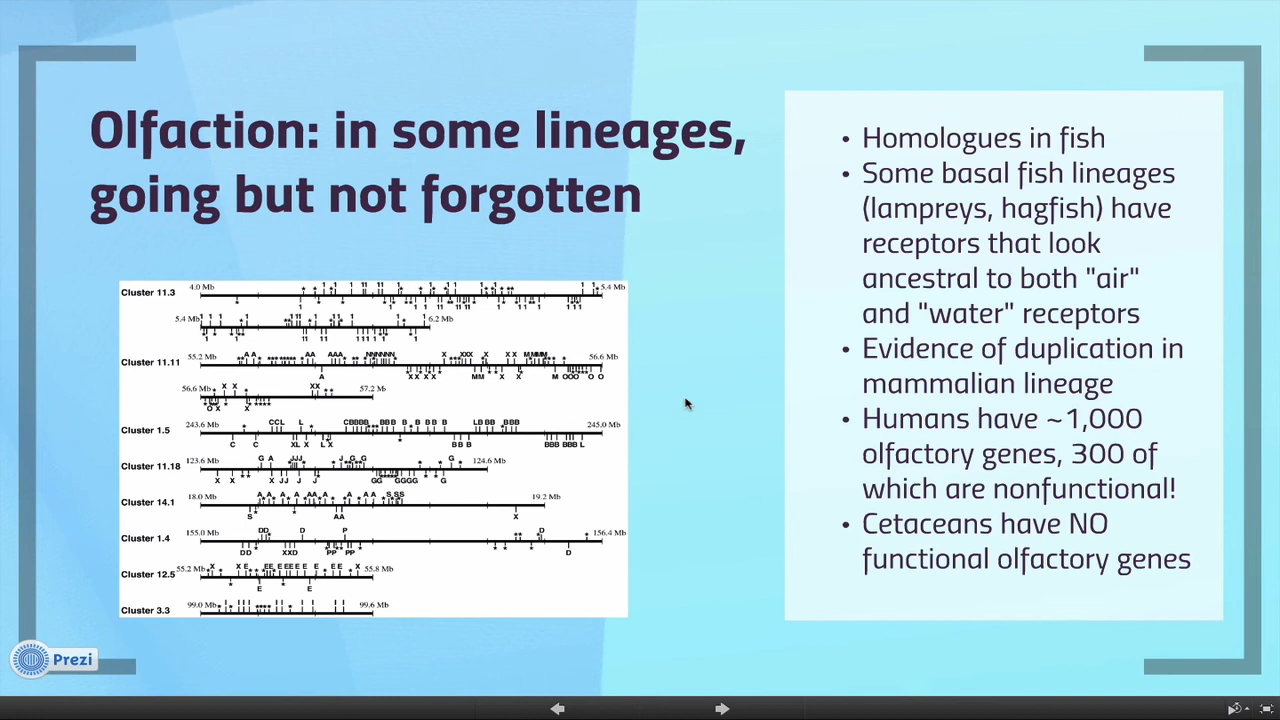 Olfaction: in some lineages,
going but not forgotten
Cluster 11.3
4.0 Mb
5.4 Mb
5.4 Mb
6.2 Mb
Cluster 11.11
55.2 Mb
56.6 Mb
56.6 Mb
57.2 Mb
Cluster 1.5
243.6 Mb
245.0 Mb
Cluster 11.18
123.6 Mb
124.6 Mb
Cluster 14.1
18.0 Mb
19.2 Mb
Cluster 1.4
155.0 Mb
156.4 Mb
Cluster 12.5
55.2 Mb
55.8 Mb
Cluster 3.3
99.0 Mb
99.6 Mb
• Homologues in fish
• Some basal fish lineages
(lampreys, hagfish) have
receptors that look
ancestral to both "air"
and "water" receptors
• Evidence of duplication in
mammalian lineage
• Humans have ~1,000
olfactory genes, 300 of
which are nonfunctional!
• Cetaceans have NO
functional olfactory genes
Prezi